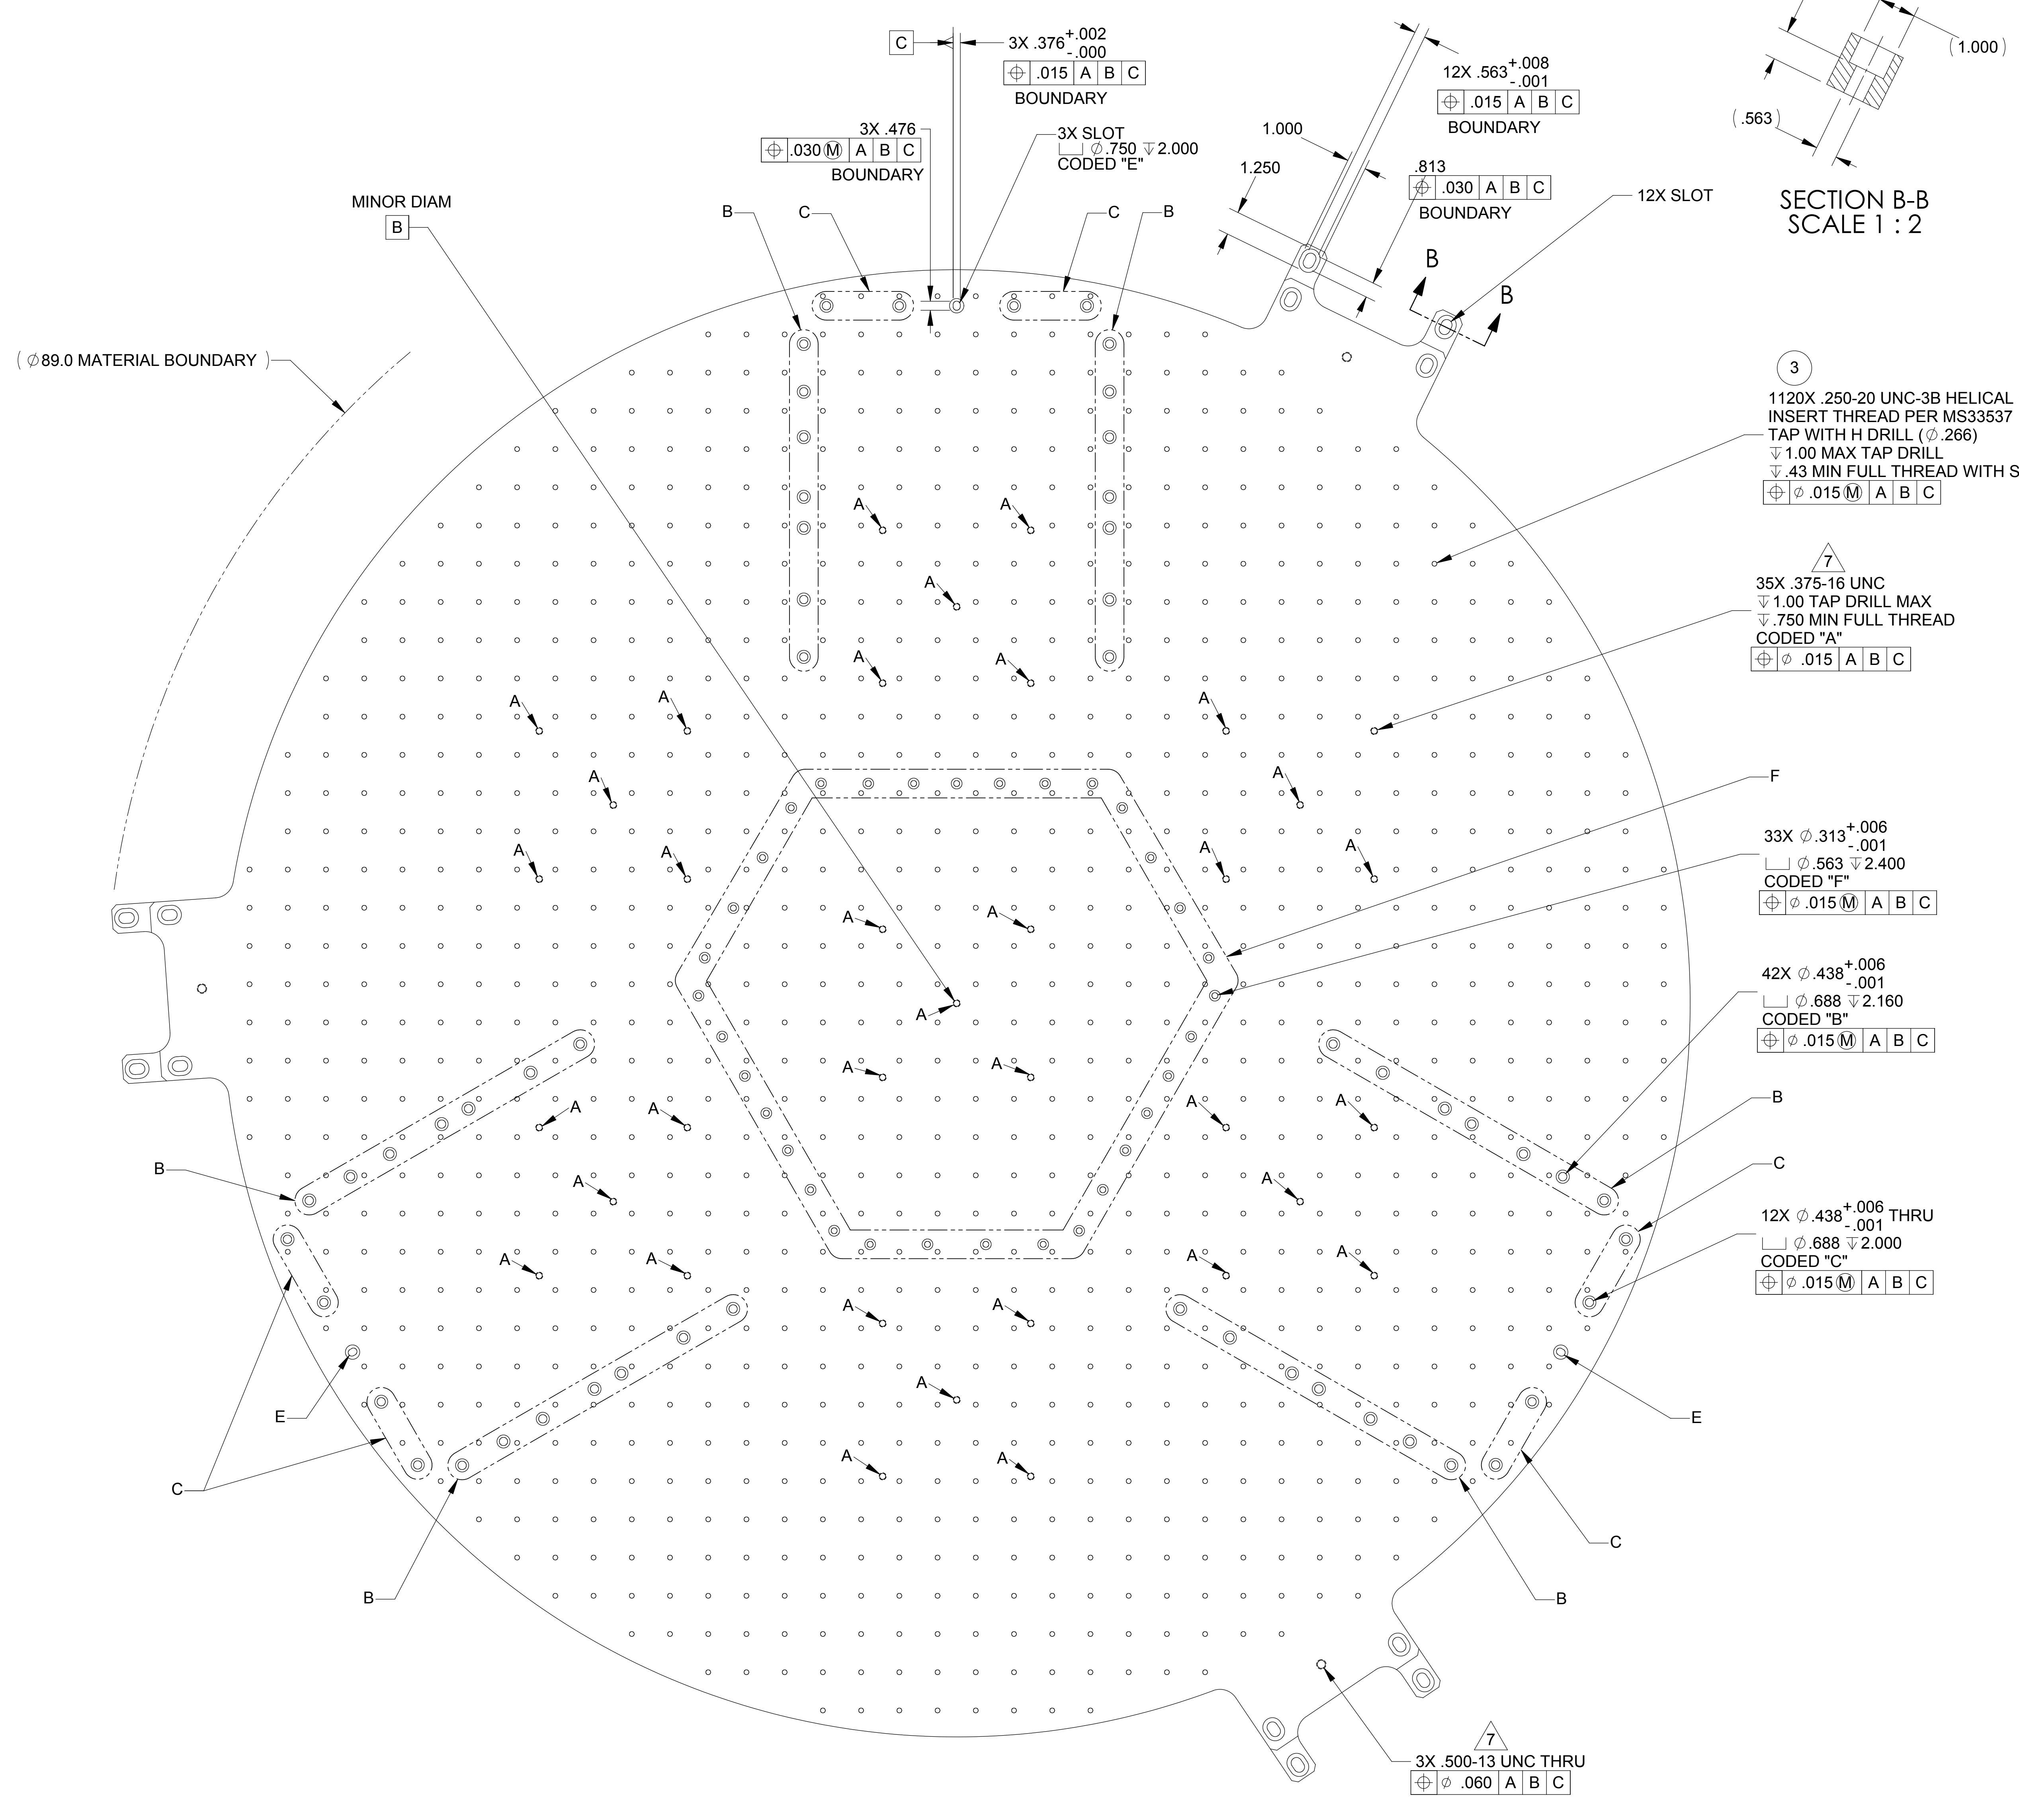 C
3X .376 +.002
-.000
⌖ .015 A B C
BOUNDARY
3X .476
⌖ .030 Ⓜ A B C
BOUNDARY
3X SLOT
⌴ ∅.750 ↧2.000
CODED "E"
12X .563 +.008
-.001
⌖ .015 A B C
BOUNDARY
1.000
1.250
.813
⌖ .030 A B C
BOUNDARY
12X SLOT
(1.000)
(.563)
SECTION B-B
SCALE 1 : 2
MINOR DIAM
B
B
C
C
B
B
B
(∅89.0 MATERIAL BOUNDARY )
3
1120X .250-20 UNC-3B HELICAL
INSERT THREAD PER MS33537
TAP WITH H DRILL (∅.266)
↧1.00 MAX TAP DRILL
↧.43 MIN FULL THREAD WITH S
⌖ ∅ .015 Ⓜ A B C
7
35X .375-16 UNC
↧1.00 TAP DRILL MAX
↧.750 MIN FULL THREAD
CODED "A"
⌖ ∅ .015 A B C
A
A
A
A
A
A
A
A
A
A
A
A
A
A
F
33X ∅.313 +.006
-.001
⌴ ∅.563 ↧2.400
CODED "F"
⌖ ∅ .015 Ⓜ A B C
A
A
A
A
A
42X ∅.438 +.006
-.001
⌴ ∅.688 ↧2.160
CODED "B"
⌖ ∅ .015 Ⓜ A B C
A
A
A
A
B
B
C
A
A
12X ∅.438 +.006
-.001 THRU
⌴ ∅.688 ↧2.000
CODED "C"
⌖ ∅ .015 Ⓜ A B C
A
A
A
A
A
A
A
A
A
E
E
C
C
B
B
7
3X .500-13 UNC THRU
⌖ ∅ .060 A B C